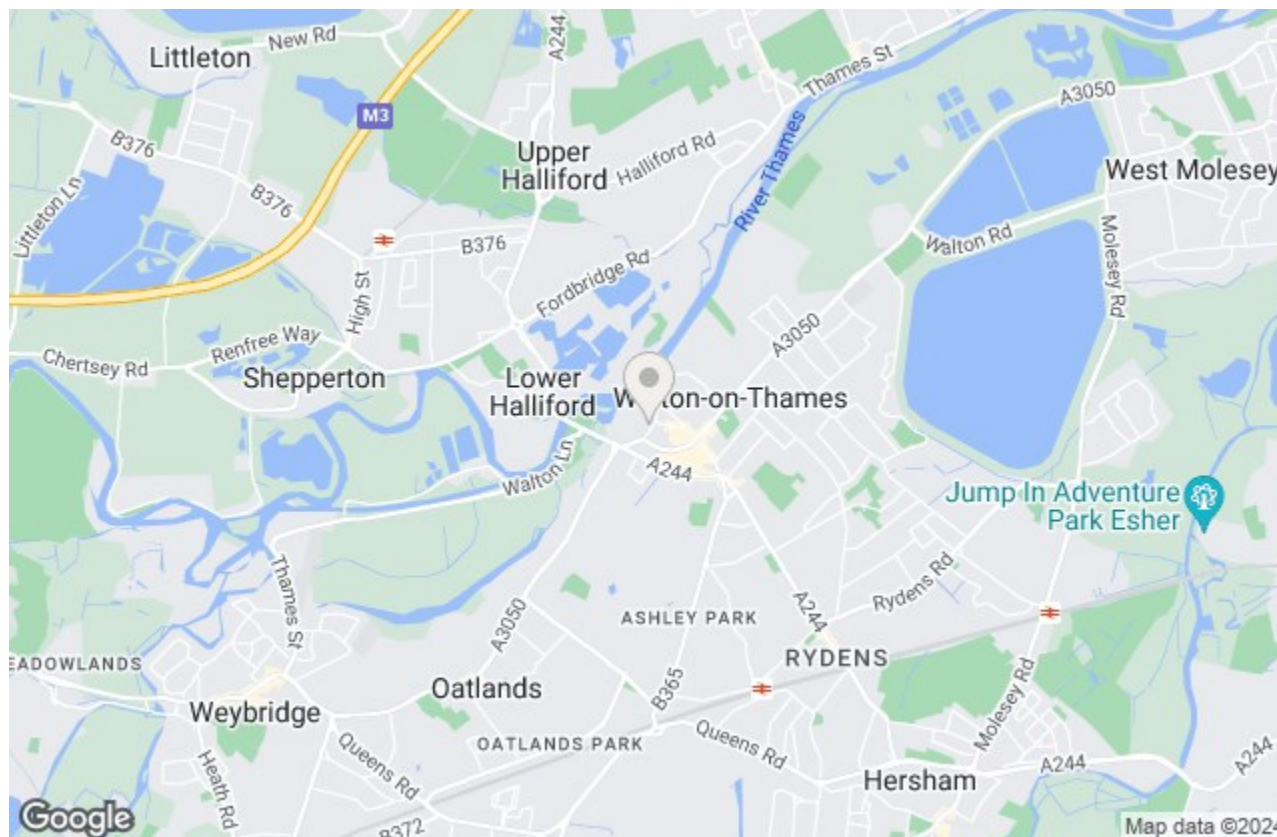 Littleton
New Rd
A244
Thames St
A3050
M3
B376
Upper
Halliford
Halliford Rd
River Thames
West Molesey
Littleton Ln
B376
B376
Walton Rd
Molesey Rd
High St
Fordbridge Rd
A3050
Renfree Way
Chertsey Rd
Shepperton
Lower
Halliford
W ton-on-Thames
Walton Ln
A244
Jump In Adventure
Park Esher
Thames St
A3050
ASHLEY PARK
A244
Rydens Rd
EADOWLANDS
RYDENS
Oatlands
B365
Weybridge
Molesey Rd
OATLANDS PARK
Queens Rd
Queens Rd
Heath Rd
Hersham
A244
A244
Google
B372
Map data ©2024